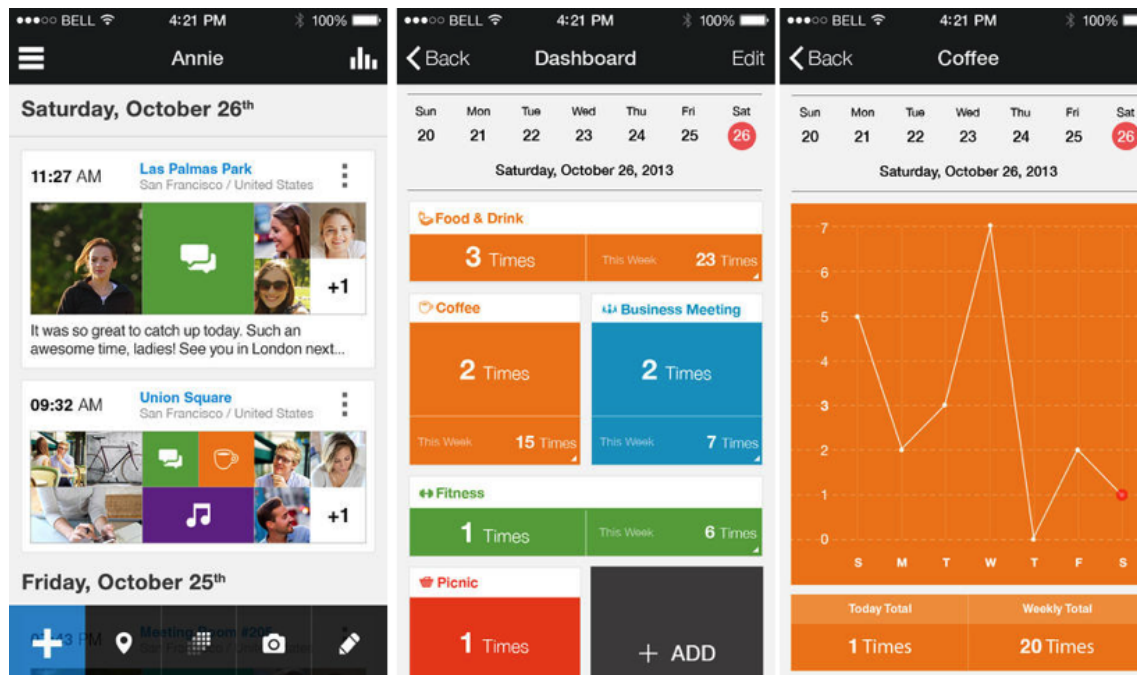 BELL 4:21 PM 100%
Annie
Saturday, October 26th
11:27 AM Las Palmas Park
San Francisco / United States
+1
It was so great to catch up today. Such an
awesome time, ladies! See you in London next...
09:32 AM Union Square
San Francisco / United States
+1
Friday, October 25th
43 PM Meeting Room #205
BELL 4:21 PM 100%
Back Dashboard Edit
Sun Mon Tue Wed Thu Fri Sat
20 21 22 23 24 25 26
Saturday, October 26, 2013
Food & Drink
3 Times This Week 23 Times
Coffee Business Meeting
2 Times 2 Times
This Week 15 Times This Week 7 Times
Fitness
1 Times This Week 6 Times
Picnic
1 Times + ADD
BELL 4:21 PM 100%
Back Coffee
Sun Mon Tue Wed Thu Fri Sat
20 21 22 23 24 25 26
Saturday, October 26, 2013
7
6
5
4
3
2
1
0
S M T W T F S
Today Total Weekly Total
1 Times 20 Times